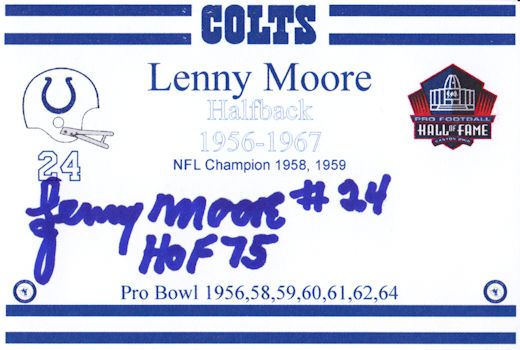 COLTS
Lenny Moore
Halfback
1956-1967
NFL Champion 1958, 1959
24
PRO FOOTBALL
HALL OF FAME
CANTON OHIO
Lenny Moore #24
HOF 75
Pro Bowl 1956,58,59,60,61,62,64